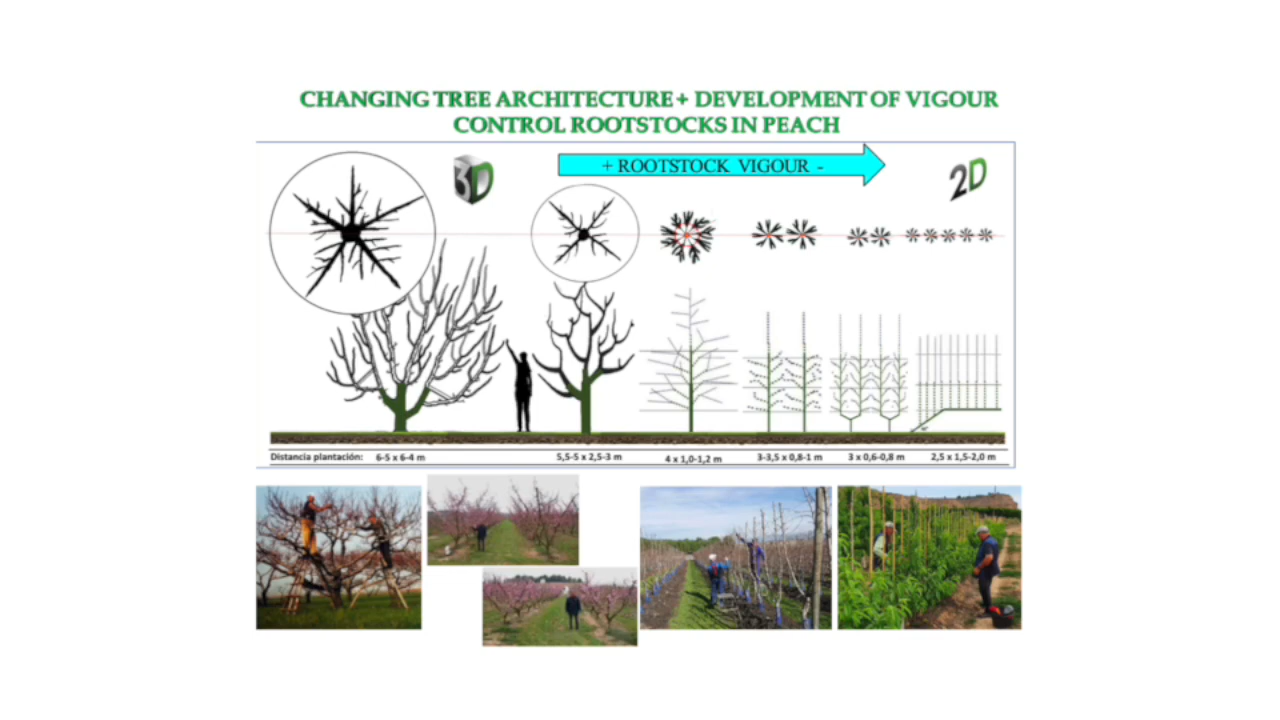 CHANGING TREE ARCHITECTURE + DEVELOPMENT OF VIGOUR
CONTROL ROOTSTOCKS IN PEACH
3D
+ ROOTSTOCK VIGOUR -
2D
Distancia plantación: 6-5 x 6-4 m 5,5-5 x 2,5-3 m 4 x 1,0-1,2 m 3-3,5 x 0,8-1 m 3 x 0,6-0,8 m 2,5 x 1,5-2,0 m